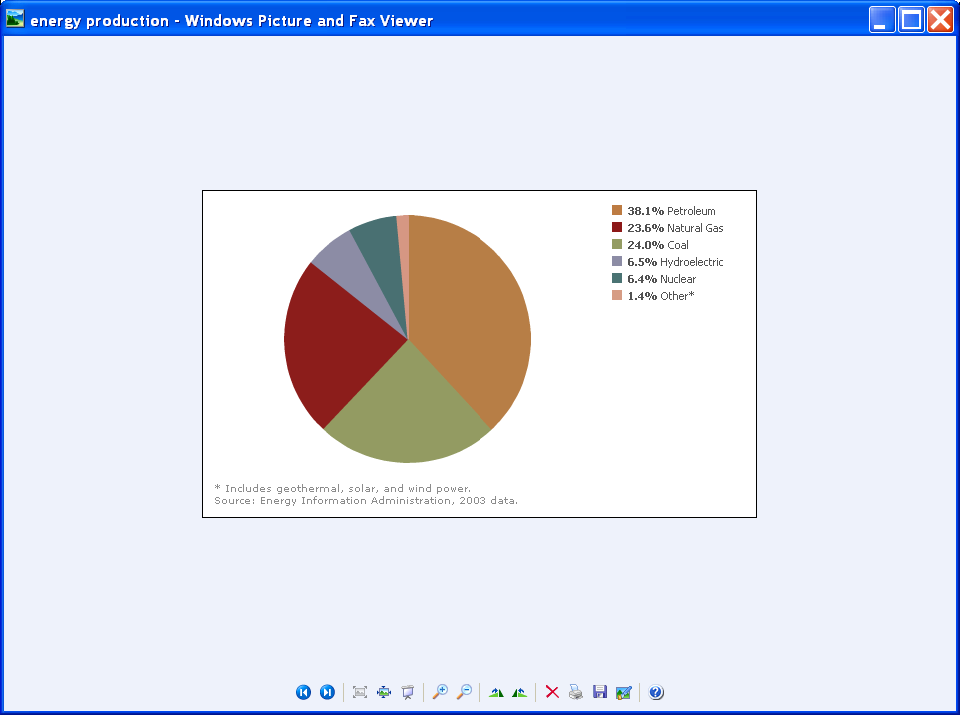 energy production - Windows Picture and Fax Viewer
38.1% Petroleum
23.6% Natural Gas
24.0% Coal
6.5% Hydroelectric
6.4% Nuclear
1.4% Other*
* Includes geothermal, solar, and wind power.
Source: Energy Information Administration, 2003 data.